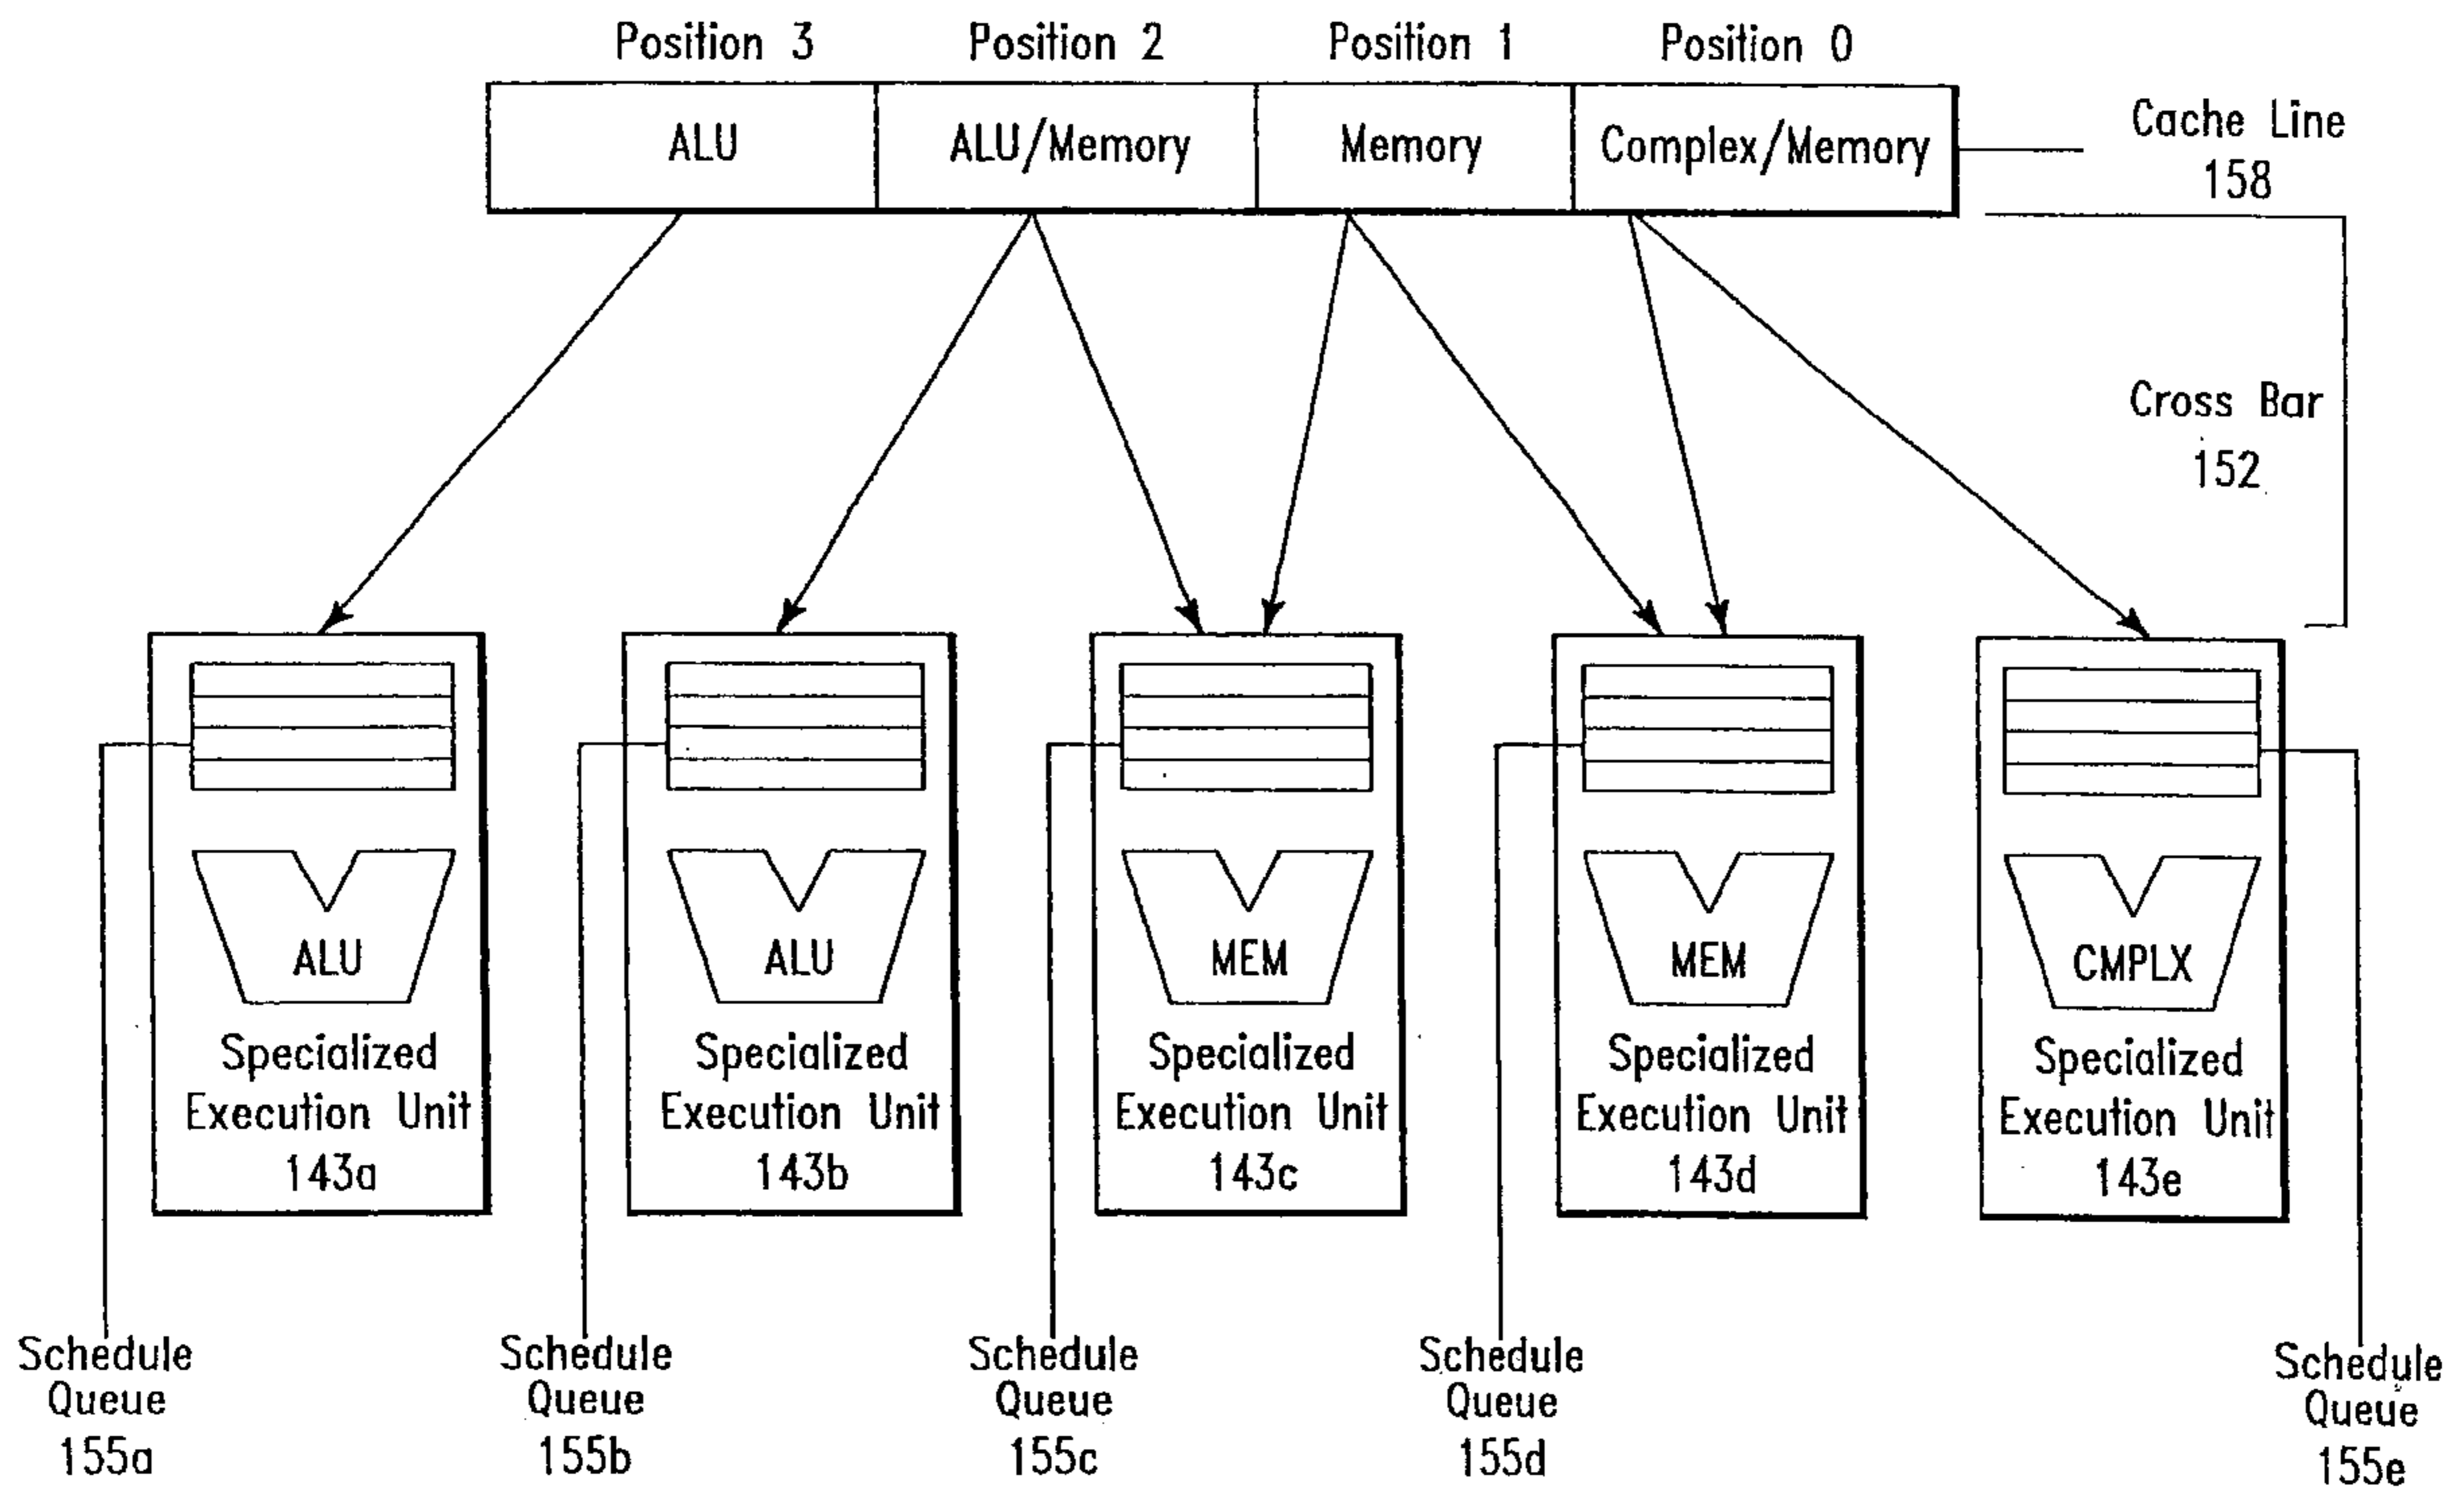 Position 3 Position 2 Position 1 Position 0
ALU ALU/Memory Memory Complex/Memory
Cache Line
158
Cross Bar
152
ALU
Specialized
Execution Unit
143a
ALU
Specialized
Execution Unit
143b
MEM
Specialized
Execution Unit
143c
MEM
Specialized
Execution Unit
143d
CMPLX
Specialized
Execution Unit
143e
Schedule
Queue
155a
Schedule
Queue
155b
Schedule
Queue
155c
Schedule
Queue
155d
Schedule
Queue
155e